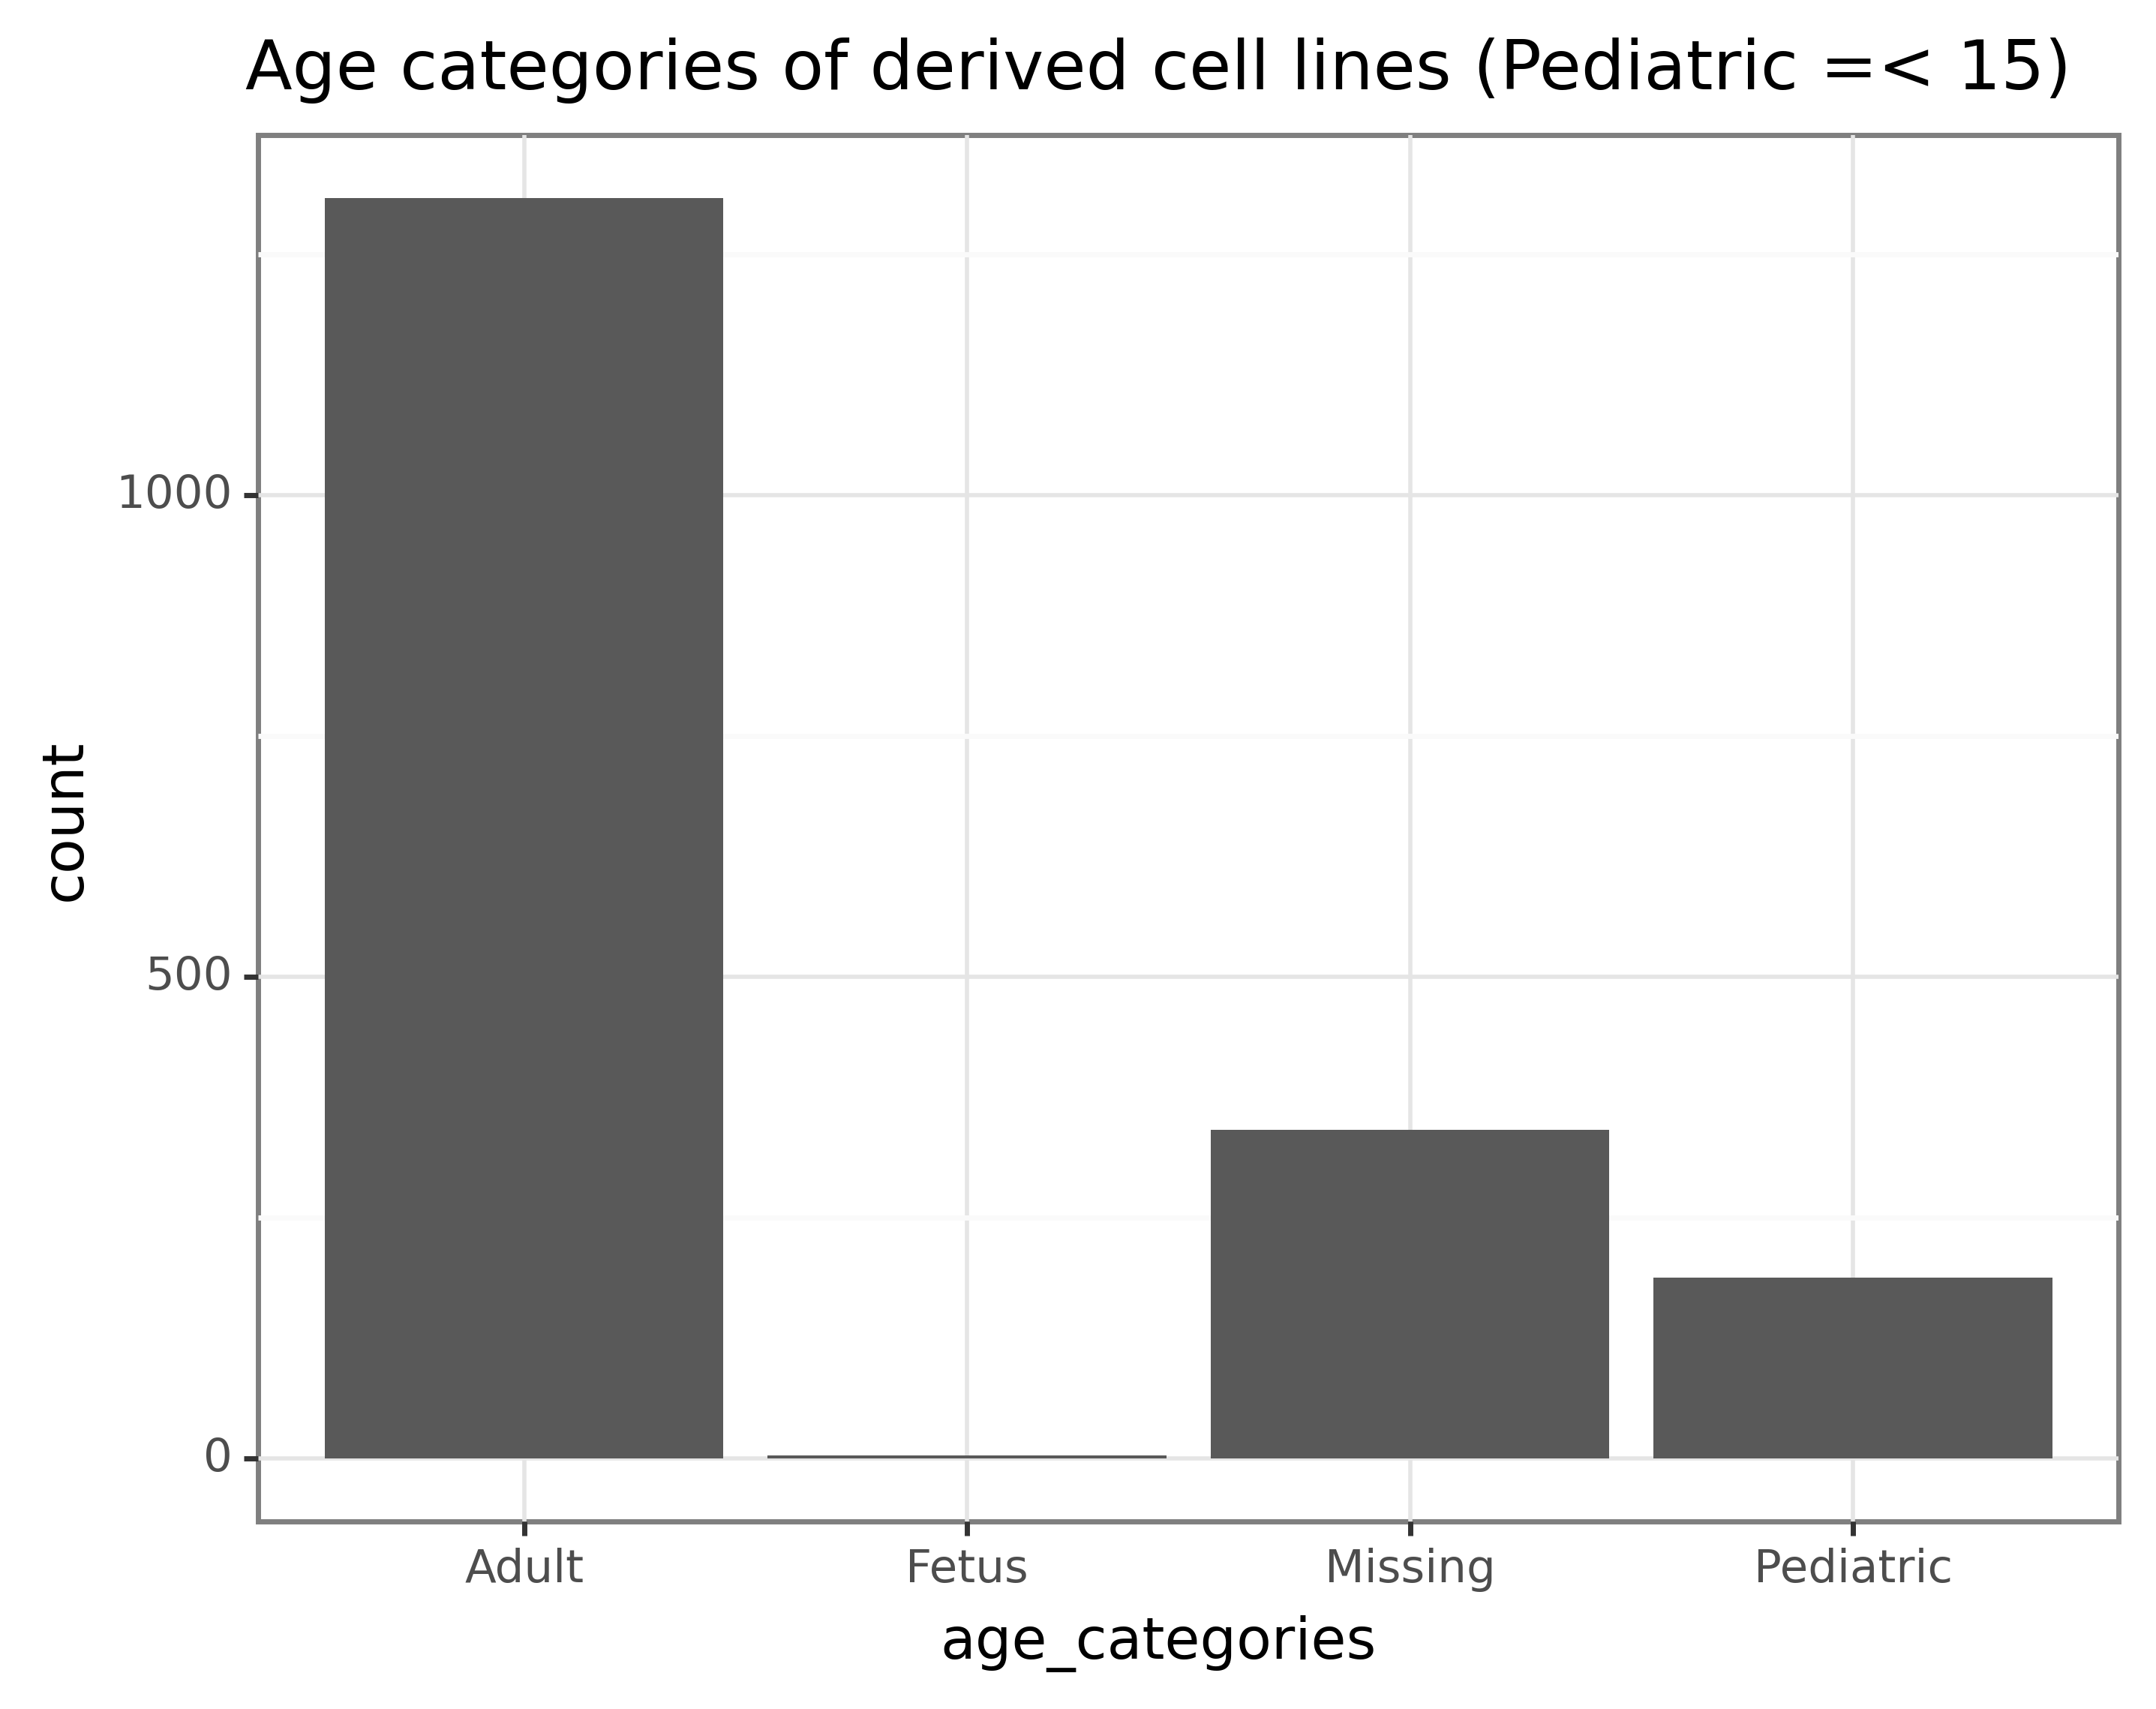 Age categories of derived cell lines (Pediatric =< 15)
count
1000
500
0
Adult Fetus Missing Pediatric
age_categories